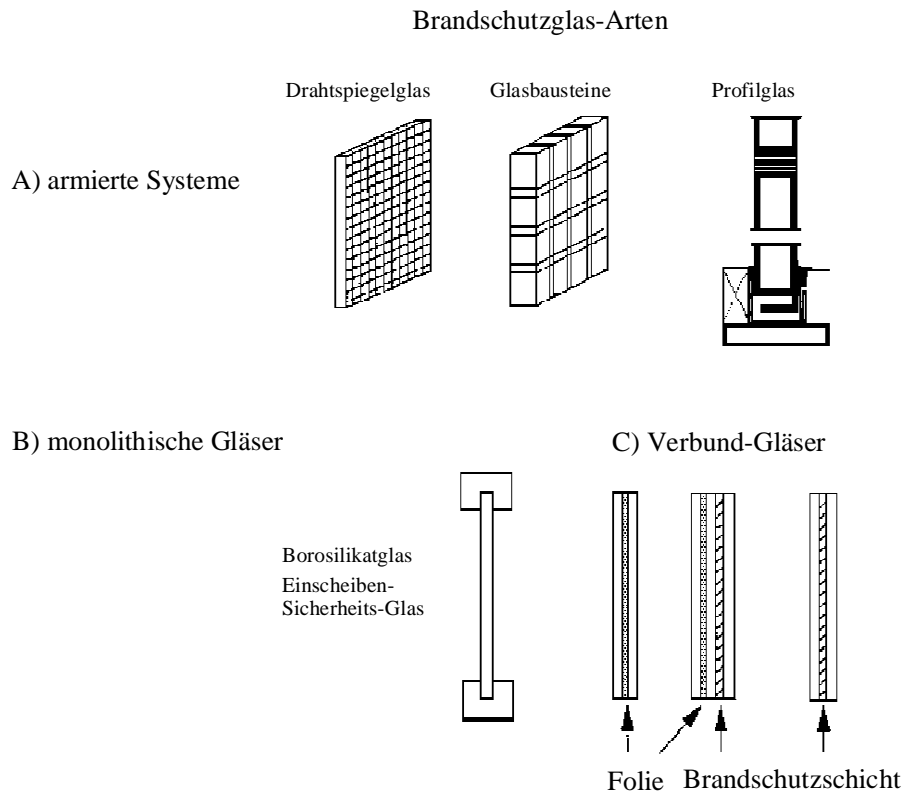 Brandschutzglas-Arten
Drahtspiegelglas
Glasbausteine
Profilglas
A) armierte Systeme
B) monolithische Gläser
C) Verbund-Gläser
Borosilikatglas
Einscheiben-
Sicherheits-Glas
Folie
Brandschutzschicht